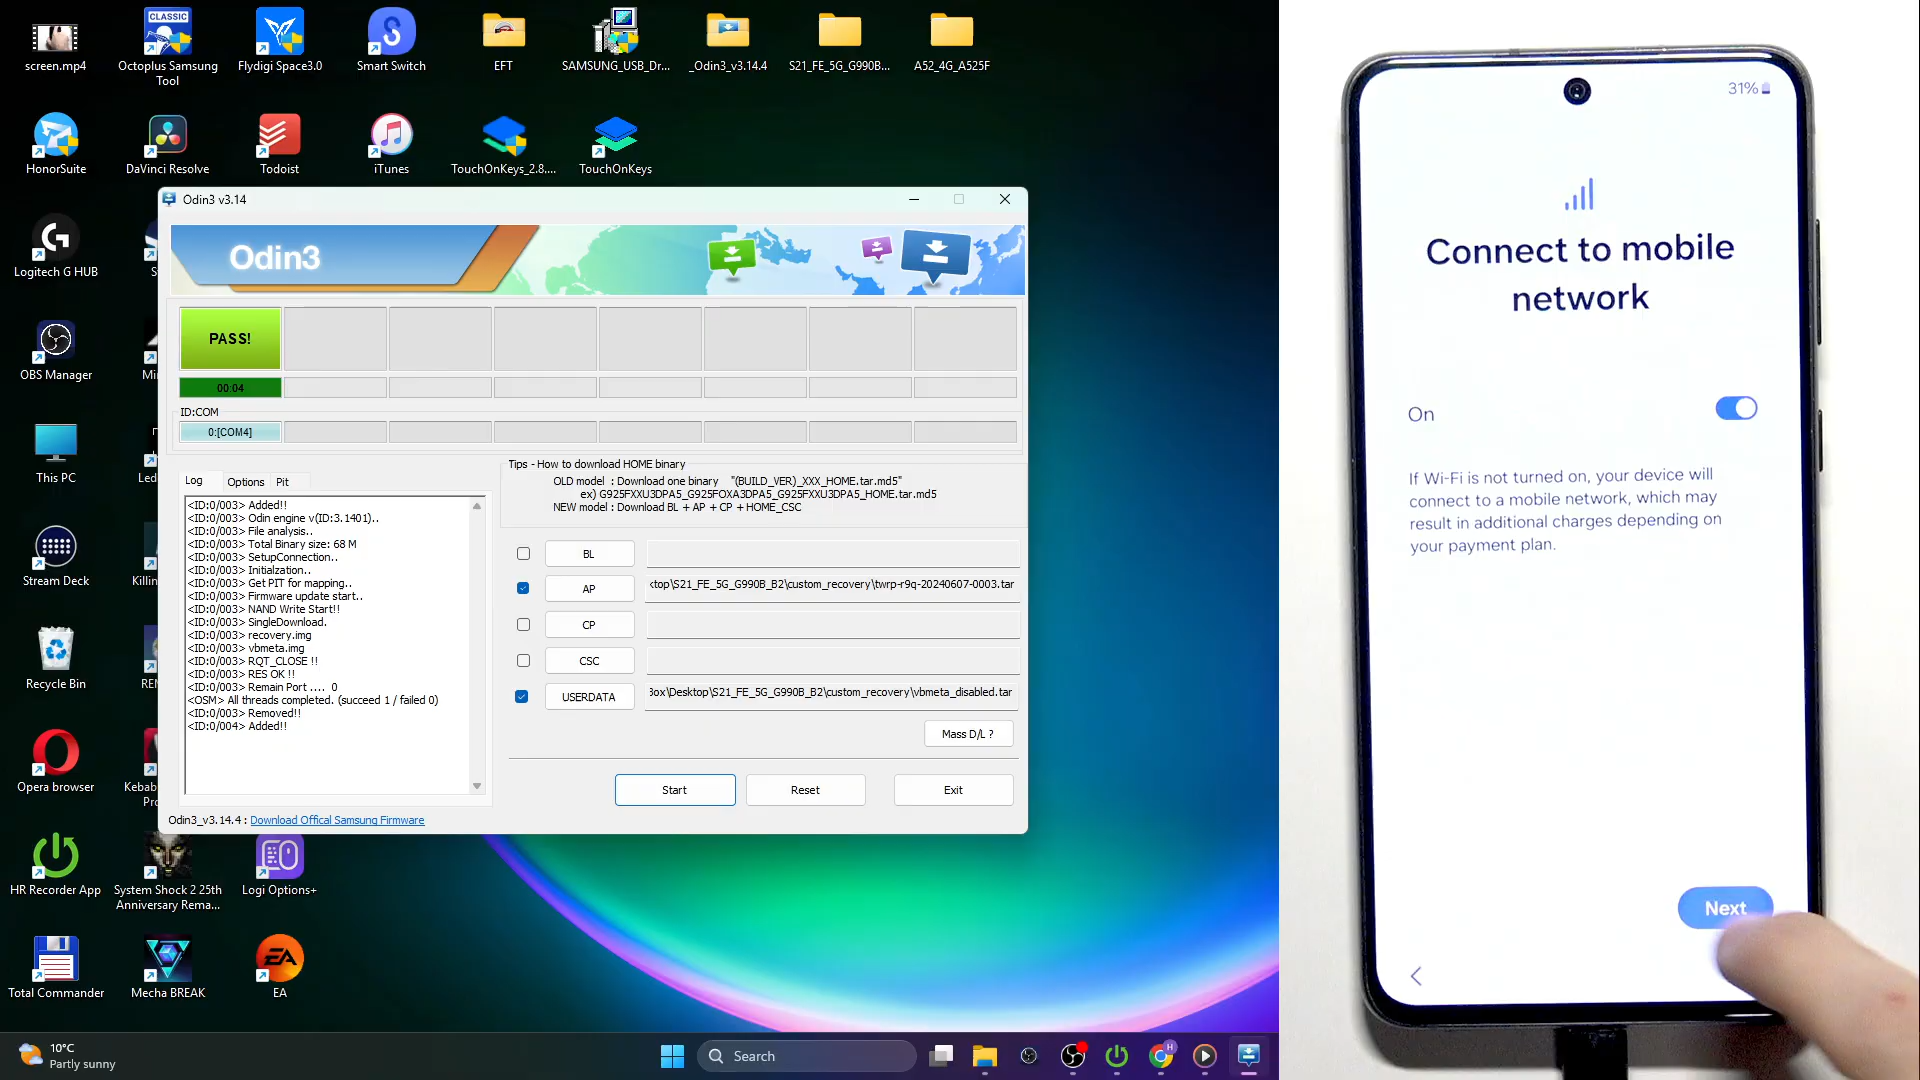 screen.mp4
CLASSIC
Octoplus Samsung
Tool
Flydigi Space3.0
Smart Switch
EFT
SAMSUNG_USB_Dr...
_Odin3_v3.14.4
S21_FE_5G_G990B...
A52_4G_A525F
HonorSuite
DaVinci Resolve
Todoist
iTunes
TouchOnKeys_2.8....
TouchOnKeys
Logitech G HUB
OBS Manager
This PC
Stream Deck
Recycle Bin
Opera browser
HR Recorder App
System Shock 2 25th
Anniversary Rema...
Logi Options+
Total Commander
Mecha BREAK
EA
EA
S
Min
Led
Killin
REM
Kebab
Pro
Odin3 v3.14
Odin3
PASS!
00:04
ID:COM
0:[COM4]
Log
Options
Pit
<ID:0/003> Added!!
<ID:0/003> Odin engine v(ID:3.1401)..
<ID:0/003> File analysis..
<ID:0/003> Total Binary size: 68 M
<ID:0/003> SetupConnection..
<ID:0/003> Initialzation..
<ID:0/003> Get PIT for mapping..
<ID:0/003> Firmware update start..
<ID:0/003> NAND Write Start!!
<ID:0/003> SingleDownload.
<ID:0/003> recovery.img
<ID:0/003> vbmeta.img
<ID:0/003> RQT_CLOSE !!
<ID:0/003> RES OK !!
<ID:0/003> Remain Port .... 0
<OSM> All threads completed. (succeed 1 / failed 0)
<ID:0/003> Removed!!
<ID:0/004> Added!!
Tips - How to download HOME binary
OLD model : Download one binary "(BUILD_VER)_XXX_HOME.tar.md5"
ex) G925FXXU3DPA5_G925FOXA3DPA5_G925FXXU3DPA5_HOME.tar.md5
NEW model : Download BL + AP + CP + HOME_CSC
BL
AP
ktop\S21_FE_5G_G990B_B2\custom_recovery\twrp-r9q-20240607-0003.tar
CP
CSC
USERDATA
Box\Desktop\S21_FE_5G_G990B_B2\custom_recovery\vbmeta_disabled.tar
Mass D/L ?
Start
Reset
Exit
Odin3_v3.14.4 : Download Offical Samsung Firmware
10°C
Partly sunny
Search
H
31%
Connect to mobile
network
On
If Wi-Fi is not turned on, your device will
connect to a mobile network, which may
result in additional charges depending on
your payment plan.
Next